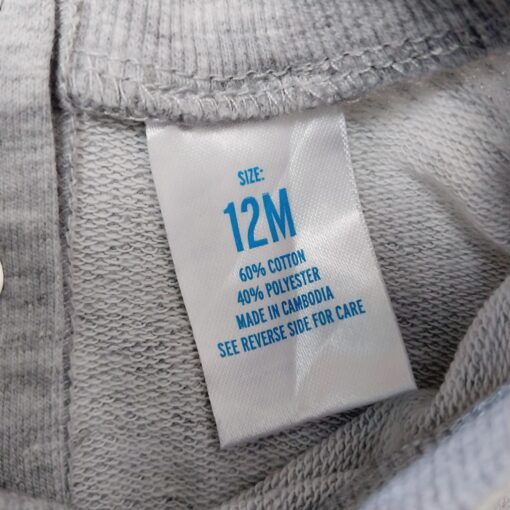 SIZE:
12M
60% COTTON
40% POLYESTER
MADE IN CAMBODIA
SEE REVERSE SIDE FOR CARE